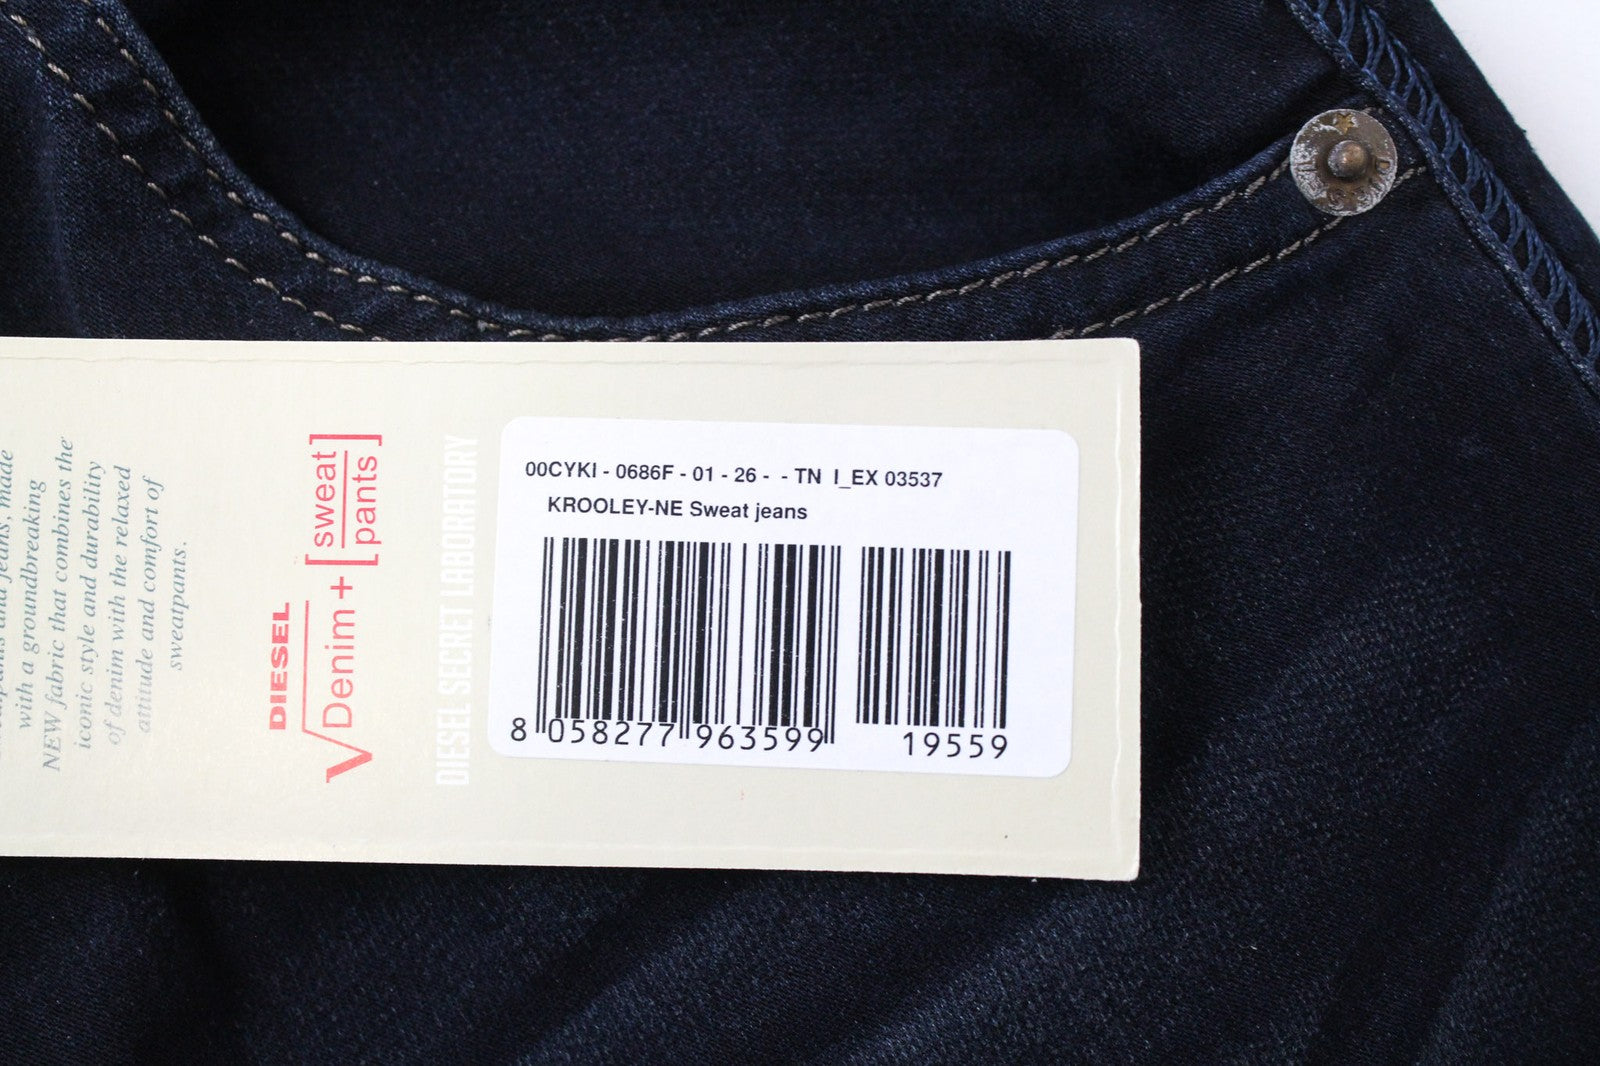 00CYKI - 0686F - 01 - 26 - - TN I_EX 03537
KROOLEY-NE Sweat jeans
8 058277 963599
19559
DIESEL SECRET LABORATORY
DIESEL
√Denim + [sweat
pants]
jeans, made
with a groundbreaking
NEW fabric that combines the
iconic style and durability
of denim with the relaxed
attitude and comfort of
sweatpants.